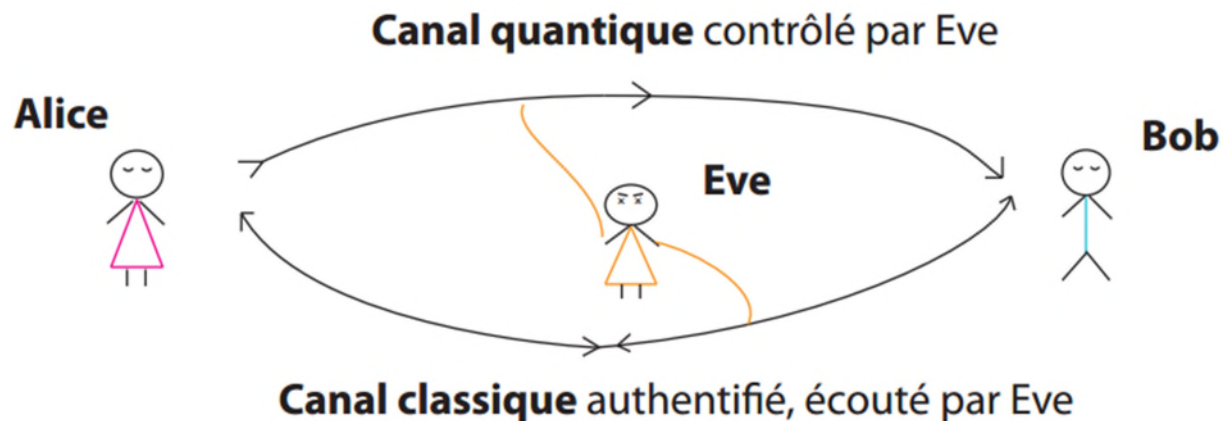 Canal quantique contrôlé par Eve
Alice
Bob
Eve
Canal classique authentifié, écouté par Eve